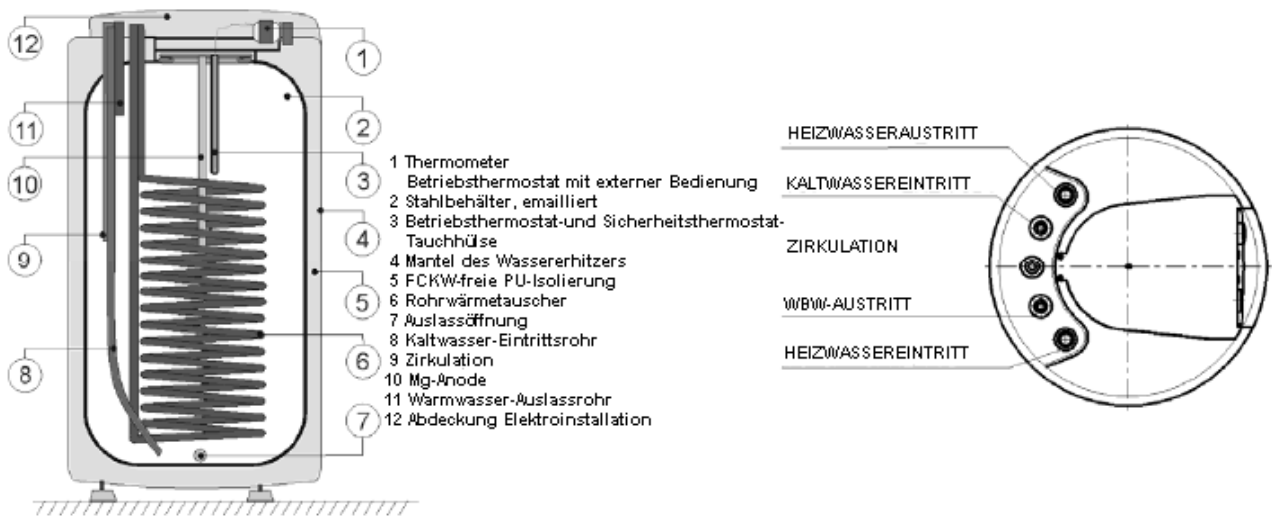 12
1
11
2
10
3
4
9
5
8
6
7
1 Thermometer
Betriebsthermostat mit externer Bedienung
2 Stahlbehälter, emailliert
3 Betriebsthermostat-und Sicherheitsthermostat-
Tauchhülse
4 Mantel des Wassererhitzers
5 FCKW-freie PU-Isolierung
6 Rohrwärmetauscher
7 Auslassöffnung
8 Kaltwasser-Eintrittsrohr
9 Zirkulation
10 Mg-Anode
11 Warmwasser-Auslassrohr
12 Abdeckung Elektroinstallation
HEIZWASSERAUSTRITT
KALTWASSEREINTRITT
ZIRKULATION
WBW-AUSTRITT
HEIZWASSEREINTRITT